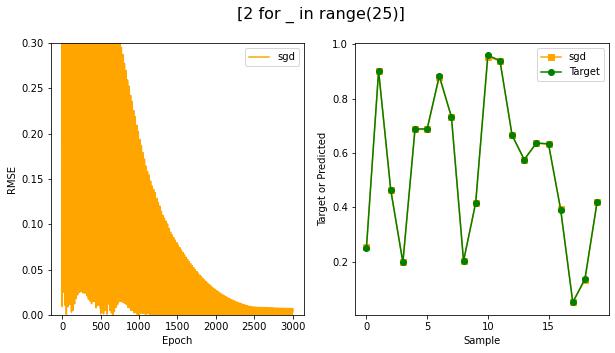 [2 for _ in range(25)]
0.30
0.25
0.20
0.15
0.10
0.05
0.00
RMSE
0
500
1000
1500
2000
2500
3000
Epoch
sgd
1.0
0.8
0.6
0.4
0.2
Target or Predicted
0
5
10
15
Sample
sgd
Target